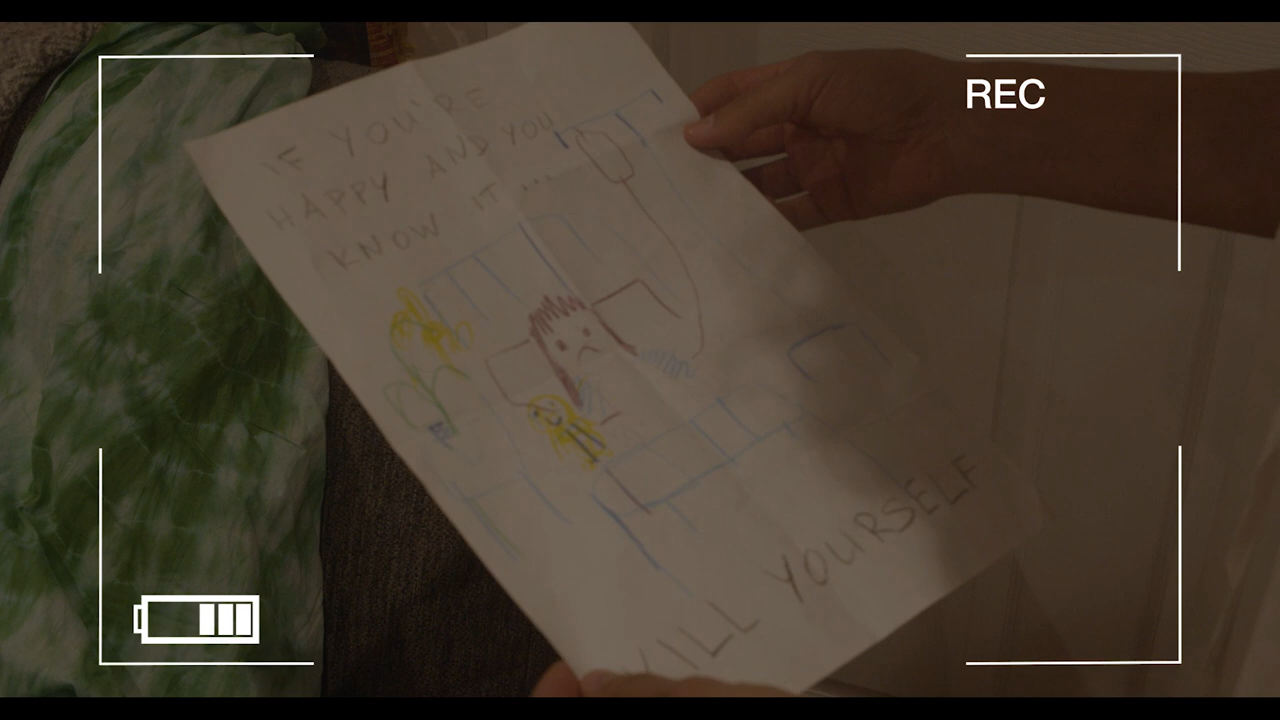 REC
IF YOU'RE
HAPPY AND YOU
KNOW IT ...
KILL YOURSELF